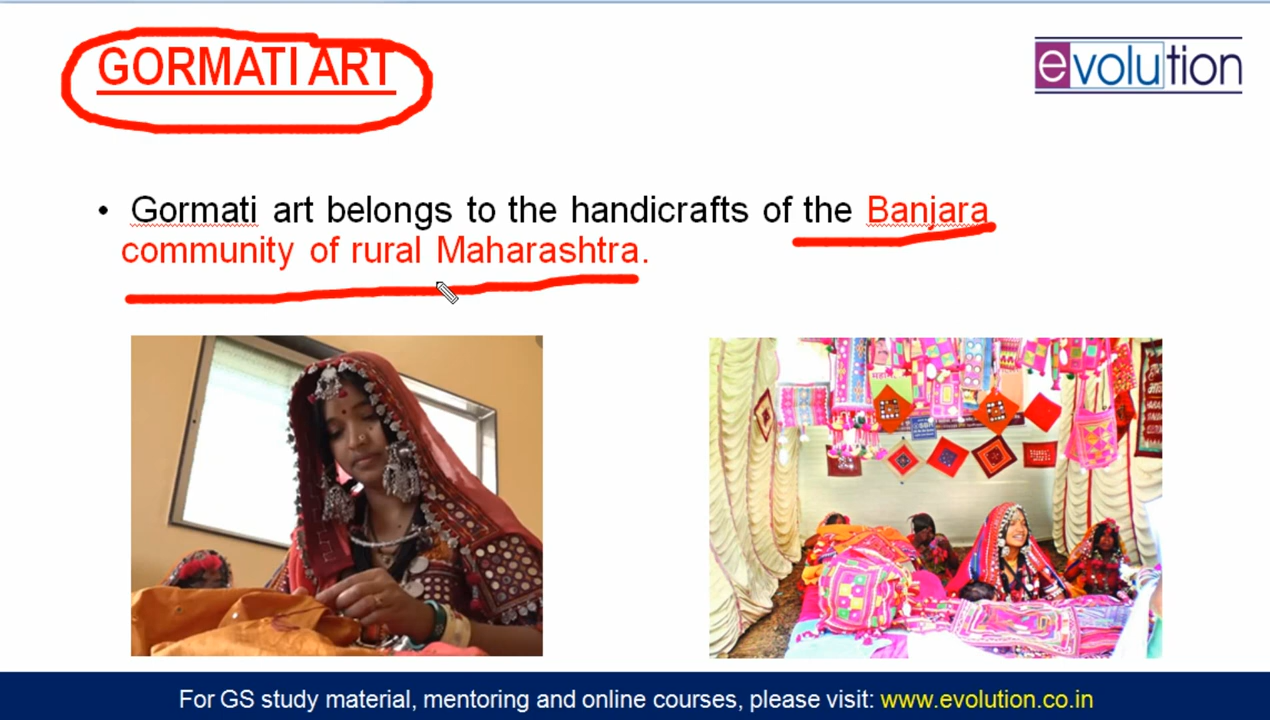 GORMATI ART
evolution
• Gormati art belongs to the handicrafts of the Banjara
community of rural Maharashtra.
For GS study material, mentoring and online courses, please visit: www.evolution.co.in